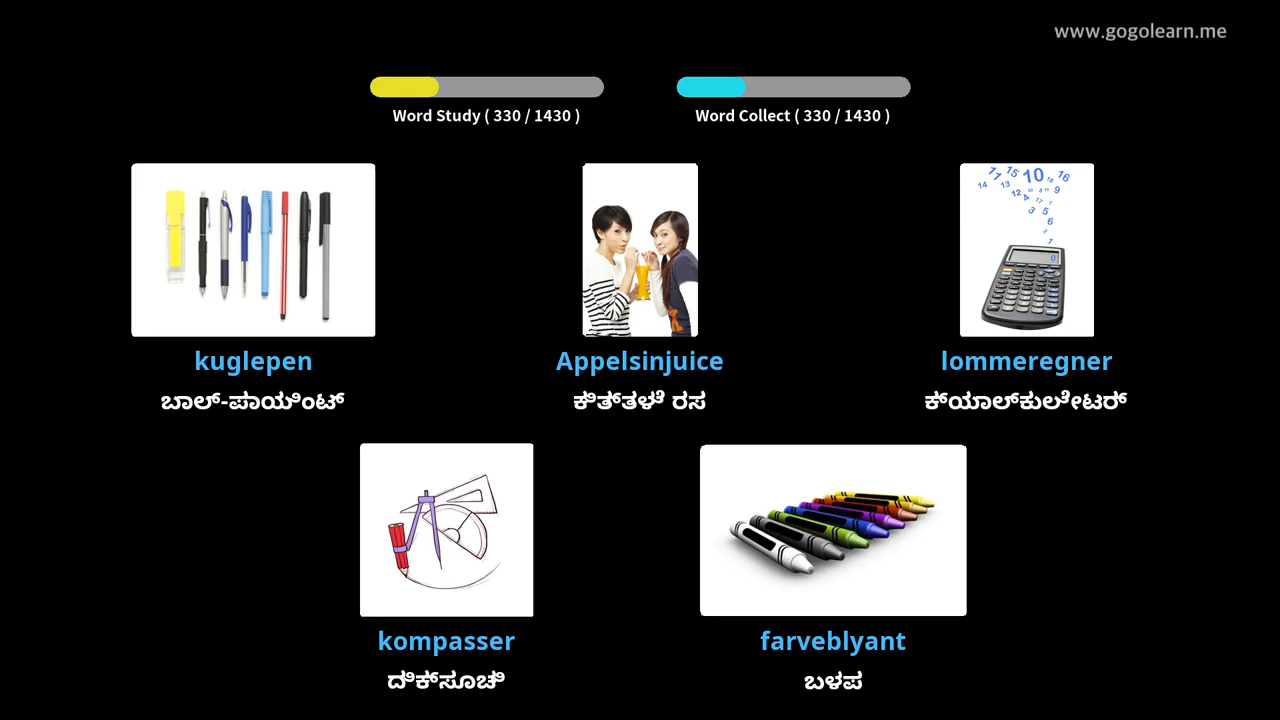 www.gogolearn.me
Word Study ( 330 / 1430 )
Word Collect ( 330 / 1430 )
kuglepen
ಬಾಲ್-ಪಾಯಿಂಟ್
Appelsinjuice
ಕಿತ್ತಳೆ ರಸ
lommeregner
ಕ್ಯಾಲ್ಕುಲೇಟರ್
kompasser
ದಿಕ್ಸೂಚಿ
farveblyant
ಬಳಪ